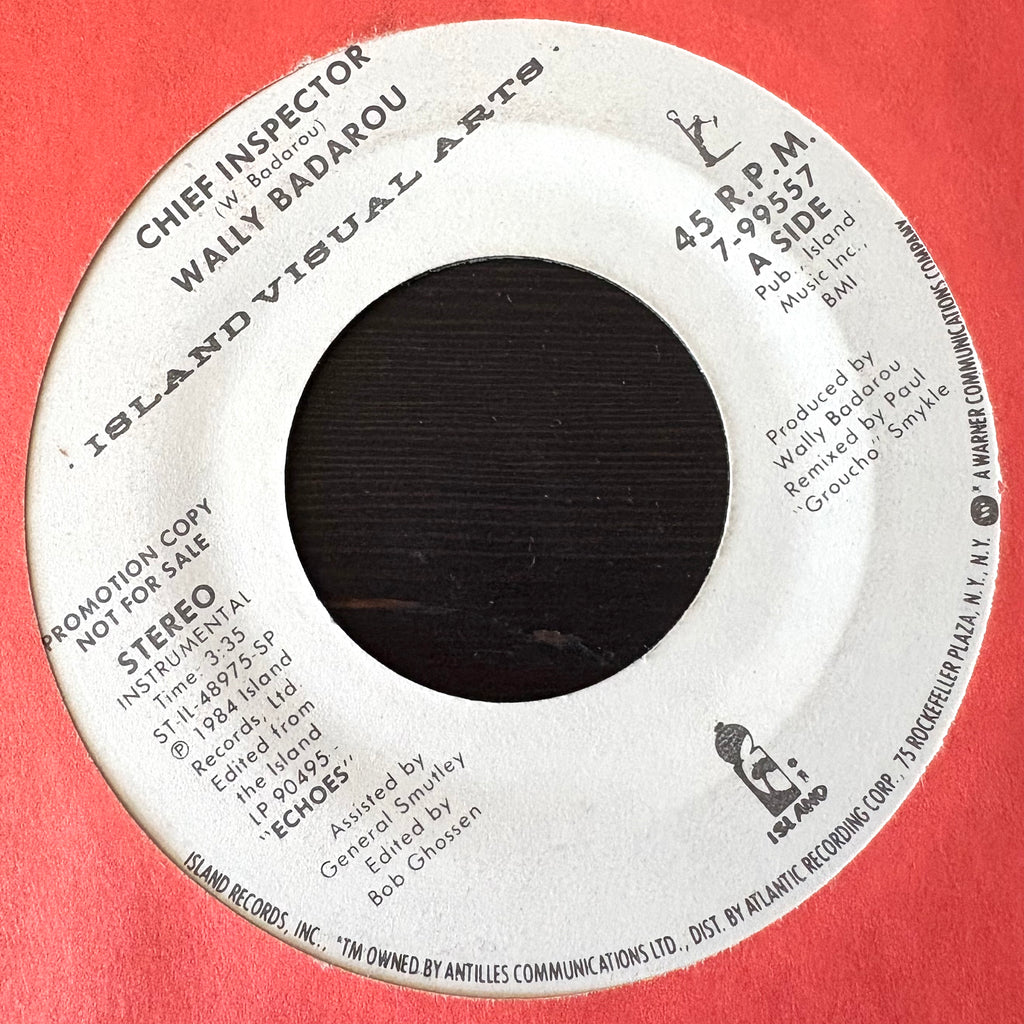 CHIEF INSPECTOR
(W. Badarou)
WALLY BADAROU
· ISLAND VISUAL ARTS ·
45 R.P.M.
7-99557
A SIDE
Pub., Island
Music Inc.,
BMI
Produced by
Wally Badarou
Remixed by Paul
"Groucho" Smykle
PROMOTION COPY
NOT FOR SALE
STEREO
INSTRUMENTAL
Time- 3:35
ST-IL-48975-SP
℗ 1984 Island
Records, Ltd
Edited from
the Island
LP 90495 -
"ECHOES"
Assisted by
General Smutley
Edited by
Bob Ghossen
ISLAND
ISLAND RECORDS, INC., *TM OWNED BY ANTILLES COMMUNICATIONS LTD., DIST. BY ATLANTIC RECORDING CORP., 75 ROCKEFELLER PLAZA, N.Y., N.Y. * A WARNER COMMUNICATIONS COMPANY